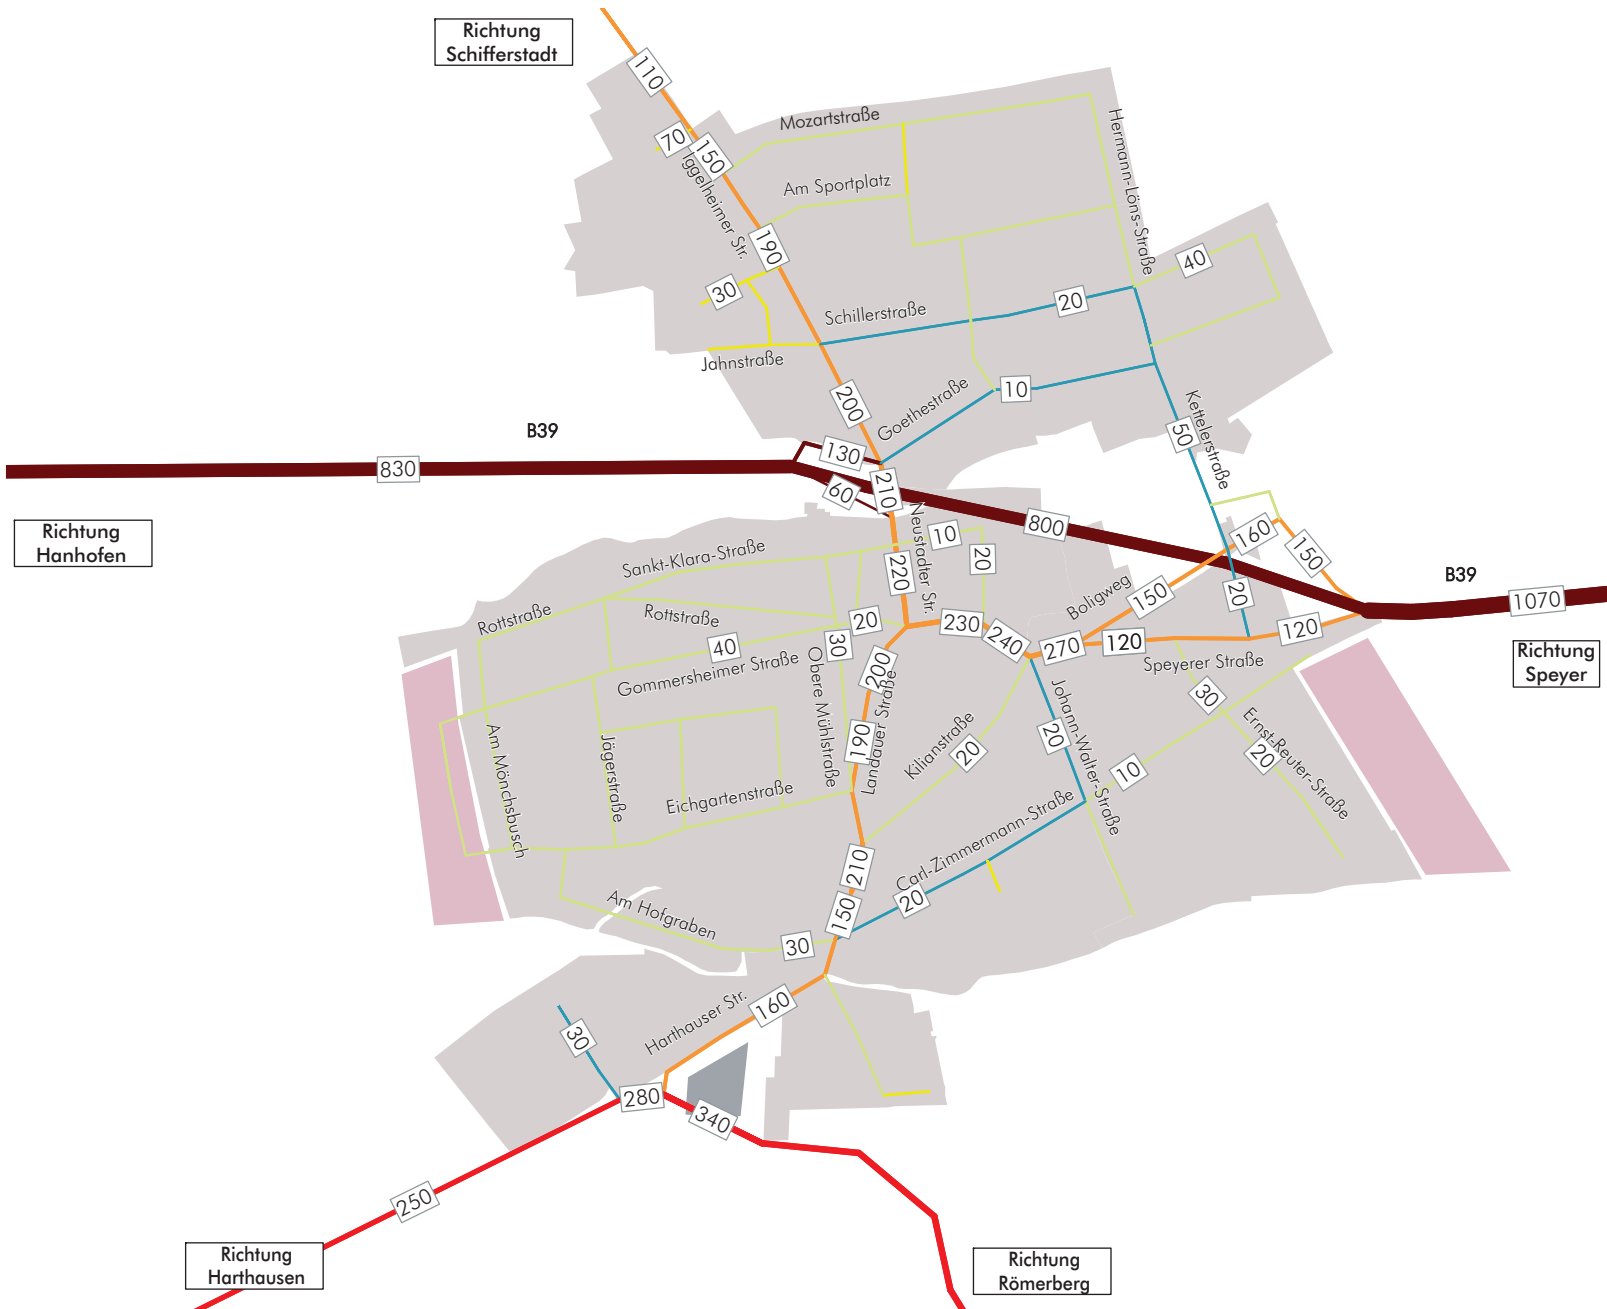 Richtung
Schifferstadt
110
70
150
Mozartstraße
Hermann-Löns-Straße
Iggelheimer Str.
Am Sportplatz
190
40
30
20
Schillerstraße
Jahnstraße
200
Goethestraße
10
Kettelerstraße
50
B39
130
830
60
210
Richtung
Hanhofen
800
Neustadter Str.
10
20
160
150
Sankt-Klara-Straße
220
B39
1070
Boligweg
150
20
Rottstraße
Rottstraße
20
230
240
270
120
120
30
40
Gommersheimer Straße
Obere Mühlstraße
200
Landauer Straße
Speyerer Straße
Richtung
Speyer
30
Johann-Walter-Straße
20
Ernst-Reuter-Straße
20
190
Kilianstraße
20
10
Am Mönchsbusch
Jägerstraße
Eichgartenstraße
210
Carl-Zimmermann-Straße
20
150
Am Hofgraben
30
Harthauser Str.
160
30
280
340
250
Richtung
Harthausen
Richtung
Römerberg